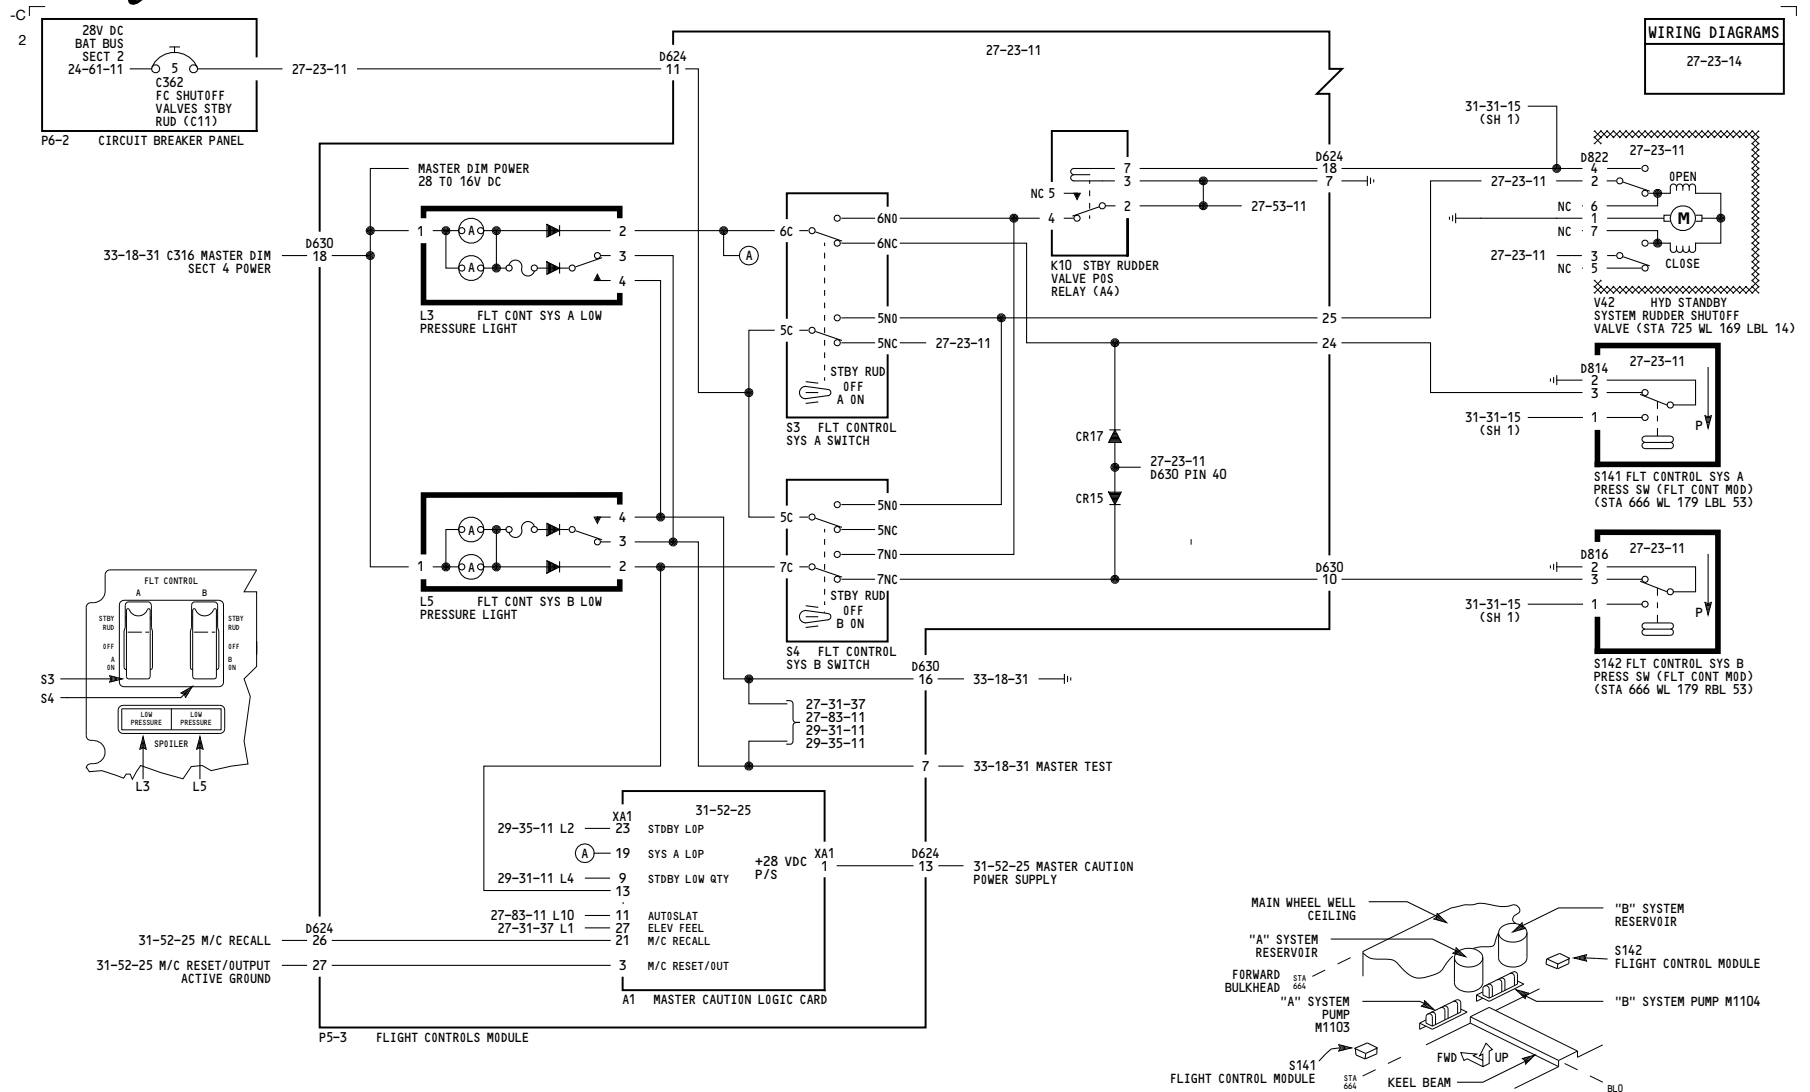 -C
2
28V DC
BAT BUS
SECT 2
24-61-11
5
C362
FC SHUTOFF
VALVES STBY
RUD (C11)
P6-2 CIRCUIT BREAKER PANEL
27-23-11
D624
11
27-23-11
WIRING DIAGRAMS
27-23-14
MASTER DIM POWER
28 TO 16V DC
33-18-31 C316 MASTER DIM
SECT 4 POWER
D630
18
1
A
A
2
3
4
L3 FLT CONT SYS A LOW
PRESSURE LIGHT
A
6C
6NO
6NC
5C
5NO
5NC
27-23-11
STBY RUD
OFF
A ON
S3 FLT CONTROL
SYS A SWITCH
7
3
NC 5
4
2
27-53-11
K10 STBY RUDDER
VALVE POS
RELAY (A4)
D624
18
7
25
24
31-31-15
(SH 1)
D822
27-23-11
4
27-23-11
2
OPEN
NC 6
1
M
NC 7
27-23-11
3
NC 5
CLOSE
V42 HYD STANDBY
SYSTEM RUDDER SHUTOFF
VALVE (STA 725 WL 169 LBL 14)
27-23-11
D814
2
3
31-31-15
(SH 1)
1
P
S141 FLT CONTROL SYS A
PRESS SW (FLT CONT MOD)
(STA 666 WL 179 LBL 53)
CR17
27-23-11
D630 PIN 40
CR15
1
A
A
4
3
2
L5 FLT CONT SYS B LOW
PRESSURE LIGHT
5C
5NO
5NC
7NO
7C
7NC
STBY RUD
OFF
B ON
S4 FLT CONTROL
SYS B SWITCH
D630
10
27-23-11
D816
2
3
31-31-15
(SH 1)
1
P
S142 FLT CONTROL SYS B
PRESS SW (FLT CONT MOD)
(STA 666 WL 179 RBL 53)
FLT CONTROL
A B
STBY
RUD
OFF
A
ON
STBY
RUD
OFF
B
ON
S3
S4
LOW
PRESSURE
LOW
PRESSURE
SPOILER
L3 L5
D630
16
33-18-31
27-31-37
27-83-11
29-31-11
29-35-11
7
33-18-31 MASTER TEST
31-52-25
XA1
29-35-11 L2 23 STDBY LOP
A 19 SYS A LOP
29-31-11 L4 9 STDBY LOW QTY
13
27-83-11 L10 11 AUTOSLAT
27-31-37 L1 27 ELEV FEEL
21 M/C RECALL
3 M/C RESET/OUT
+28 VDC
P/S
XA1
1
D624
13
31-52-25 MASTER CAUTION
POWER SUPPLY
A1 MASTER CAUTION LOGIC CARD
D624
31-52-25 M/C RECALL 26
31-52-25 M/C RESET/OUTPUT
ACTIVE GROUND
27
P5-3 FLIGHT CONTROLS MODULE
MAIN WHEEL WELL
CEILING
"B" SYSTEM
RESERVOIR
"A" SYSTEM
RESERVOIR
S142
FLIGHT CONTROL MODULE
FORWARD
BULKHEAD
STA
664
"A" SYSTEM
PUMP
M1103
"B" SYSTEM PUMP M1104
S141
FLIGHT CONTROL MODULE
STA
664
FWD
UP
KEEL BEAM
BL0